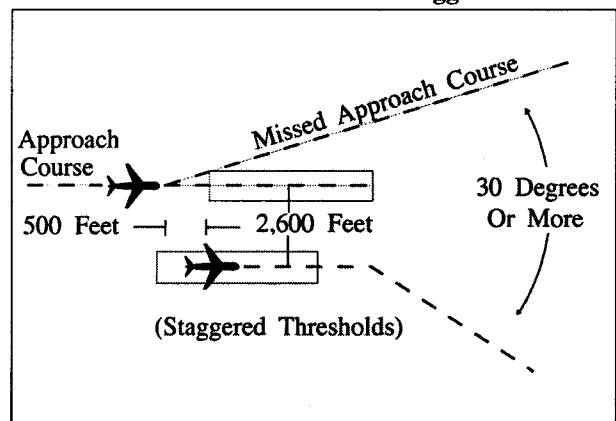 Missed Approach Course
Approach
Course
500 Feet
2,600 Feet
30 Degrees
Or More
(Staggered Thresholds)